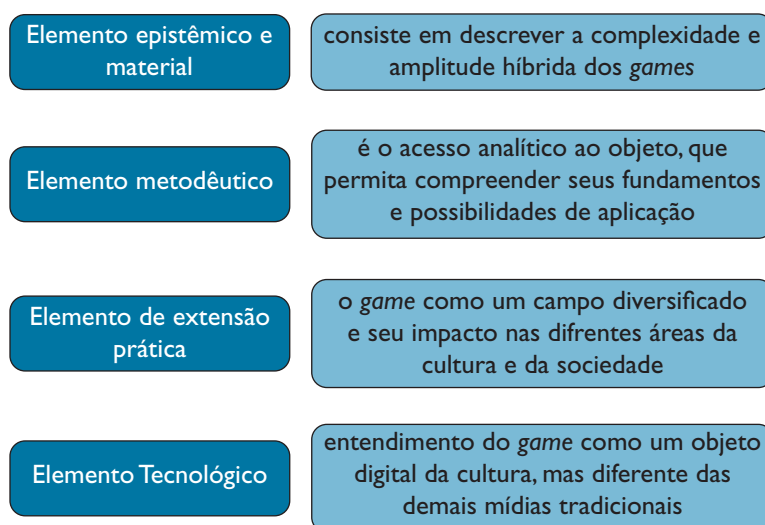 Elemento epistêmico e
material
consiste em descrever a complexidade e
amplitude híbrida dos games
Elemento metodêutico
é o acesso analítico ao objeto, que
permita compreender seus fundamentos
e possibilidades de aplicação
Elemento de extensão
prática
o game como um campo diversificado
e seu impacto nas difrentes áreas da
cultura e da sociedade
Elemento Tecnológico
entendimento do game como um objeto
digital da cultura, mas diferente das
demais mídias tradicionais